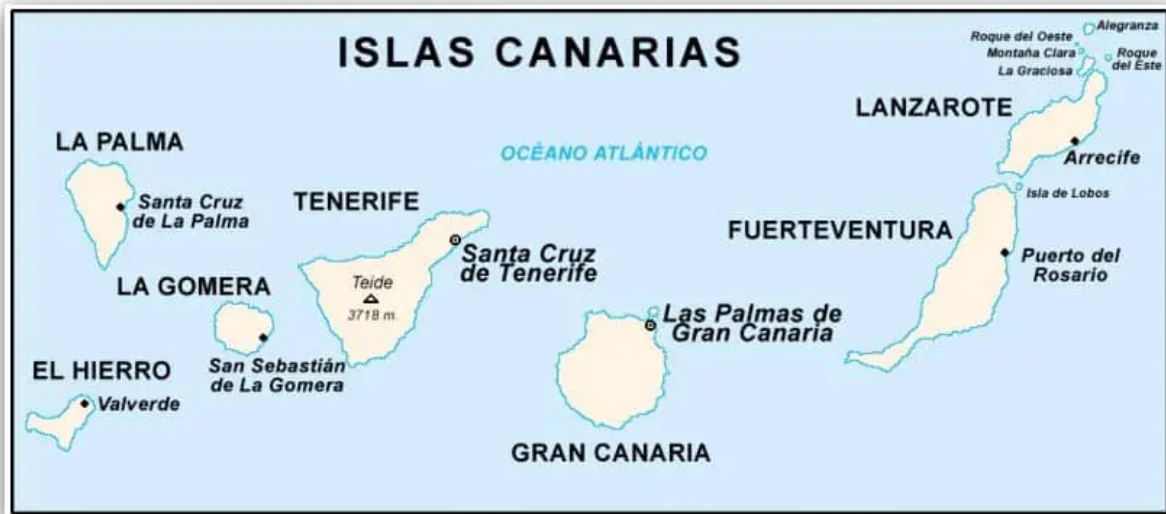 ISLAS CANARIAS
Alegranza
Roque del Oeste
Montaña Clara
Roque
del Este
La Graciosa
LANZAROTE
Arrecife
LA PALMA
OCÉANO ATLÁNTICO
Santa Cruz
de La Palma
TENERIFE
Isla de Lobos
FUERTEVENTURA
Santa Cruz
de Tenerife
Puerto del
Rosario
LA GOMERA
Teide
3718 m.
Las Palmas de
Gran Canaria
San Sebastián
de La Gomera
EL HIERRO
Valverde
GRAN CANARIA